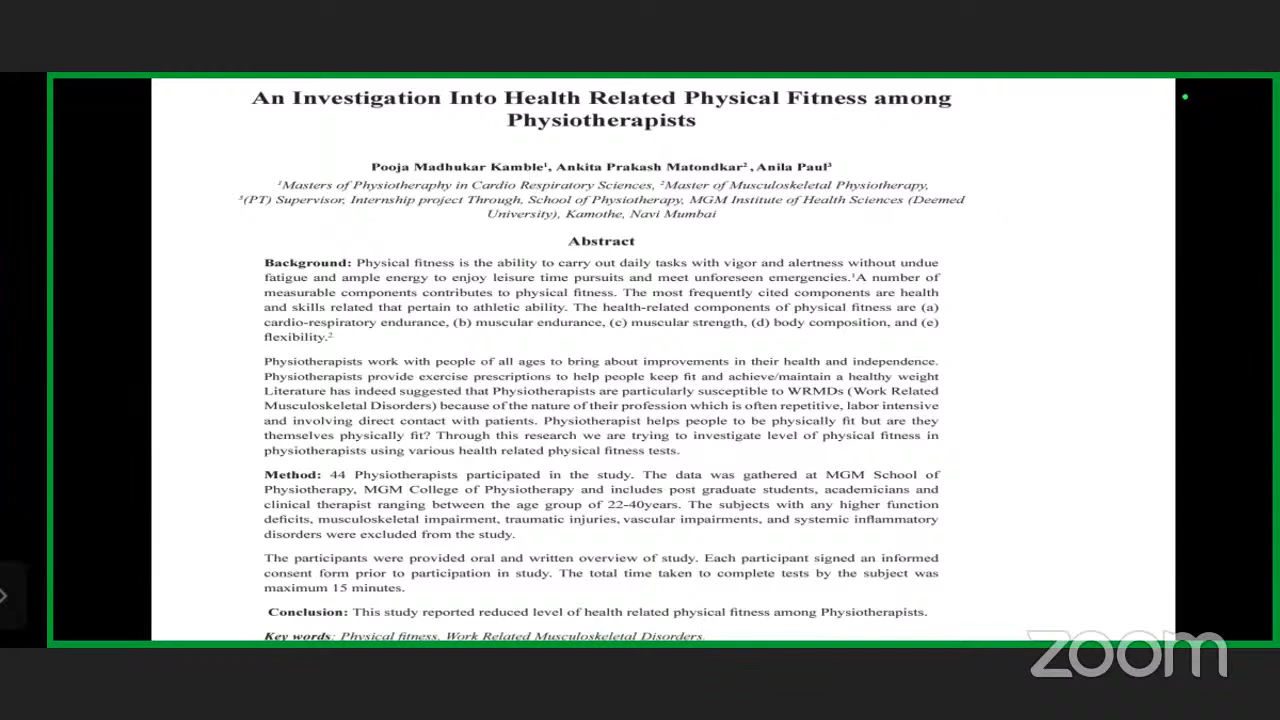 An Investigation Into Health Related Physical Fitness among
Physiotherapists
Pooja Madhukar Kamble¹, Ankita Prakash Matondkar², Anila Paul³
¹Masters of Physiotheraphy in Cardio Respiratory Sciences, ²Master of Musculoskeletal Physiotherapy,
³(PT) Supervisor, Internship project Through, School of Physiotherapy, MGM Institute of Health Sciences (Deemed
University), Kamothe, Navi Mumbai
Abstract
Background: Physical fitness is the ability to carry out daily tasks with vigor and alertness without undue
fatigue and ample energy to enjoy leisure time pursuits and meet unforeseen emergencies.¹A number of
measurable components contributes to physical fitness. The most frequently cited components are health
and skills related that pertain to athletic ability. The health-related components of physical fitness are (a)
cardio-respiratory endurance, (b) muscular endurance, (c) muscular strength, (d) body composition, and (e)
flexibility.²
Physiotherapists work with people of all ages to bring about improvements in their health and independence.
Physiotherapists provide exercise prescriptions to help people keep fit and achieve/maintain a healthy weight
Literature has indeed suggested that Physiotherapists are particularly susceptible to WRMDs (Work Related
Musculoskeletal Disorders) because of the nature of their profession which is often repetitive, labor intensive
and involving direct contact with patients. Physiotherapist helps people to be physically fit but are they
themselves physically fit? Through this research we are trying to investigate level of physical fitness in
physiotherapists using various health related physical fitness tests.
Method: 44 Physiotherapists participated in the study. The data was gathered at MGM School of
Physiotherapy, MGM College of Physiotherapy and includes post graduate students, academicians and
clinical therapist ranging between the age group of 22-40years. The subjects with any higher function
deficits, musculoskeletal impairment, traumatic injuries, vascular impairments, and systemic inflammatory
disorders were excluded from the study.
The participants were provided oral and written overview of study. Each participant signed an informed
consent form prior to participation in study. The total time taken to complete tests by the subject was
maximum 15 minutes.
Conclusion: This study reported reduced level of health related physical fitness among Physiotherapists.
Key words: Physical fitness, Work Related Musculoskeletal Disorders.
zoom